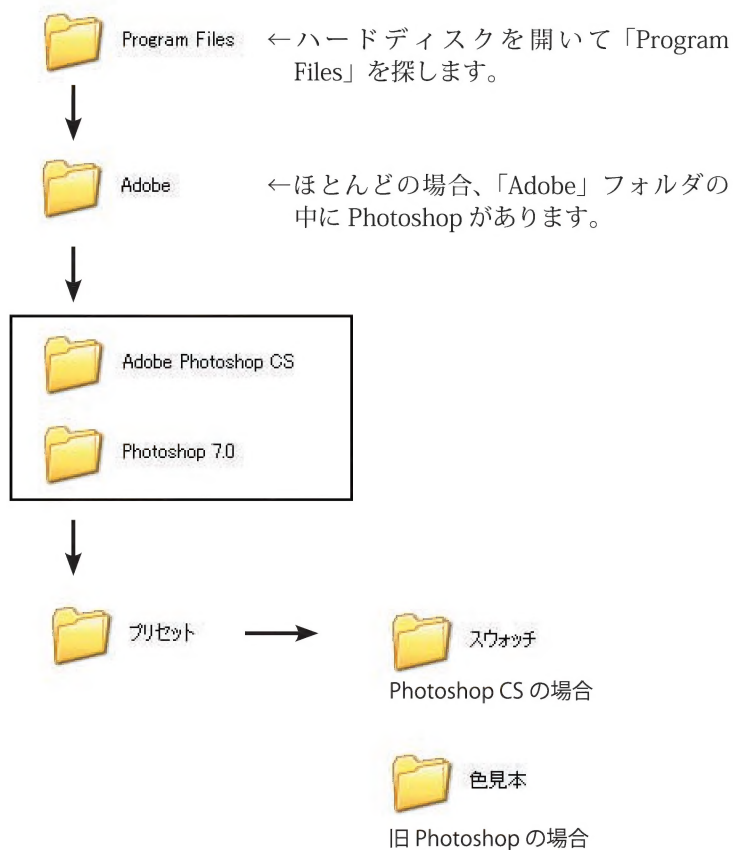 Program Files
←ハードディスクを開いて「Program
Files」を探します。
Adobe
←ほとんどの場合、「Adobe」フォルダの
中に Photoshop があります。
Adobe Photoshop CS
Photoshop 7.0
プリセット
スウォッチ
Photoshop CS の場合
色見本
旧 Photoshop の場合